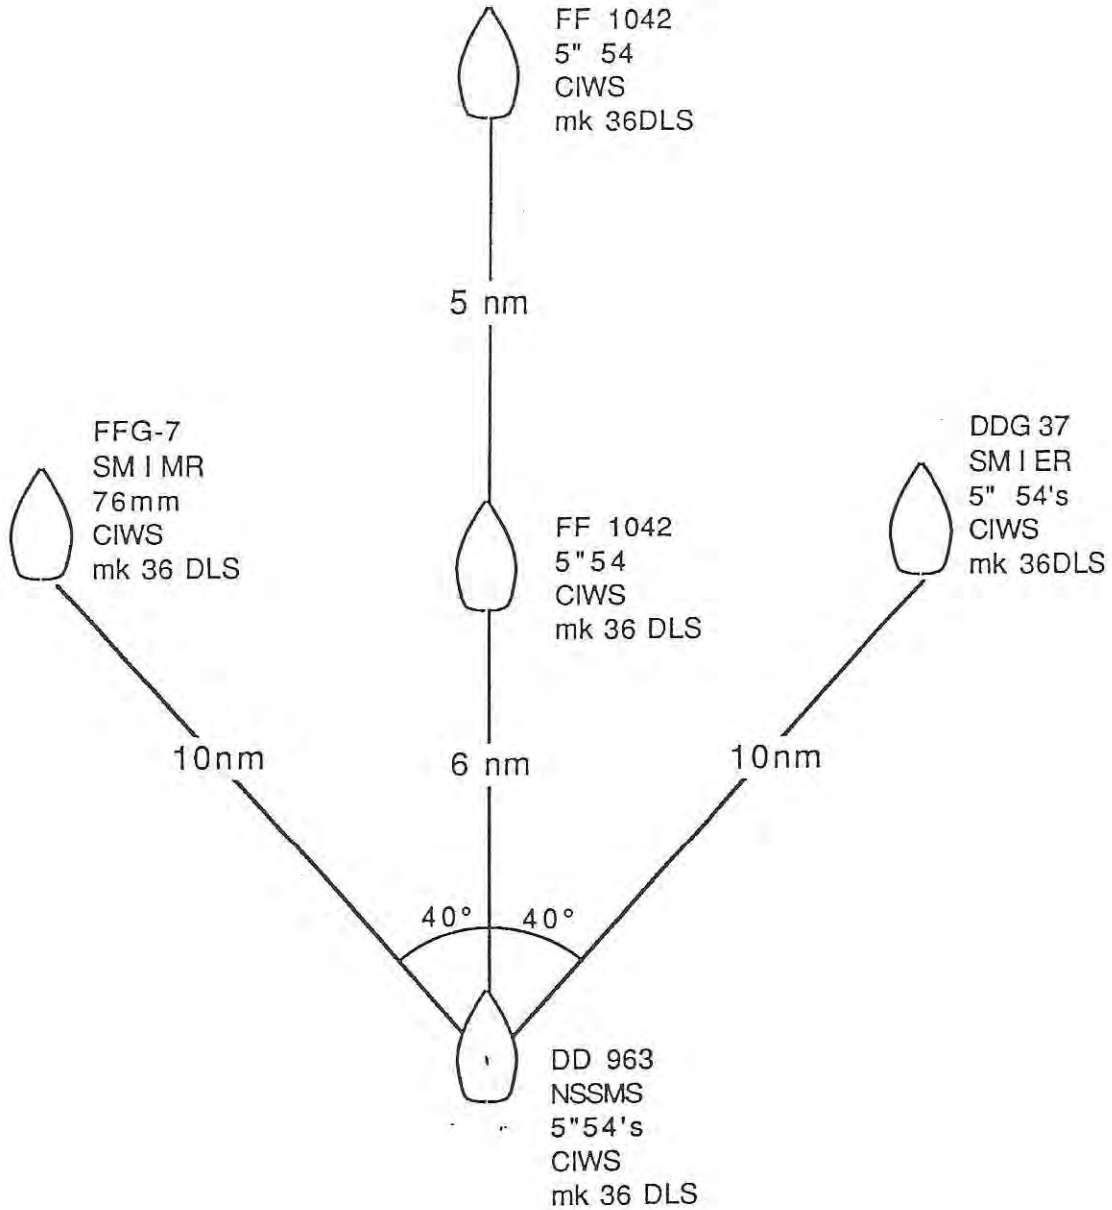 FF 1042
5" 54
CIWS
mk 36DLS
5 nm
FFG-7
SM I MR
76mm
CIWS
mk 36 DLS
FF 1042
5"54
CIWS
mk 36 DLS
DDG 37
SM I ER
5" 54's
CIWS
mk 36DLS
10nm
6 nm
10nm
40°
40°
DD 963
NSSMS
5"54's
CIWS
mk 36 DLS